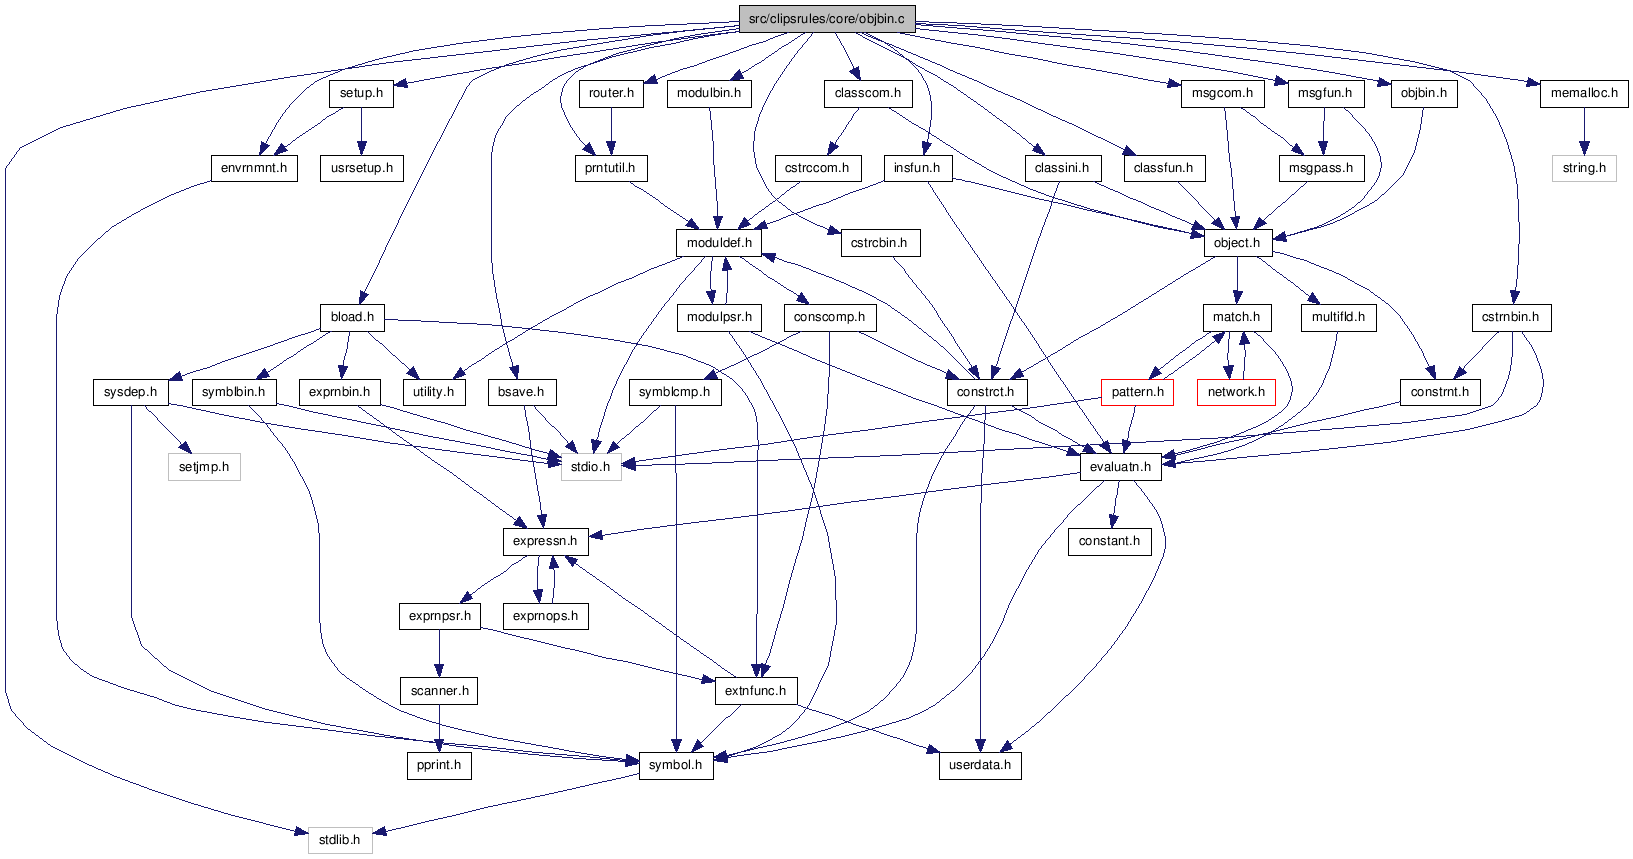 src/clipsrules/core/objbin.c
setup.h
router.h
modulbin.h
classcom.h
msgcom.h
msgfun.h
objbin.h
memalloc.h
envrnmnt.h
usrsetup.h
prntutil.h
cstrccom.h
insfun.h
classini.h
classfun.h
msgpass.h
string.h
moduldef.h
cstrcbin.h
object.h
bload.h
modulpsr.h
conscomp.h
match.h
multifld.h
cstrnbin.h
sysdep.h
symblbin.h
exprnbin.h
utility.h
bsave.h
symblcmp.h
constrct.h
pattern.h
network.h
constrnt.h
setjmp.h
stdio.h
evaluatn.h
expressn.h
constant.h
exprnpsr.h
exprnops.h
scanner.h
extnfunc.h
pprint.h
symbol.h
userdata.h
stdlib.h